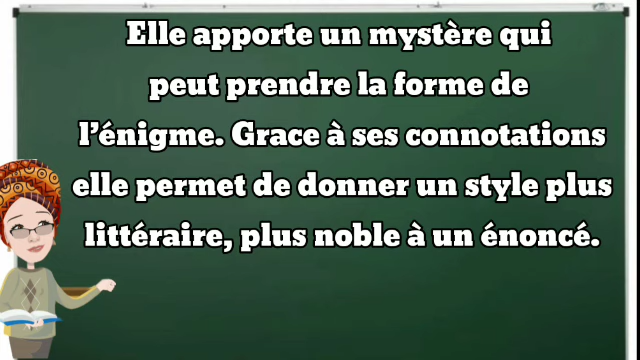 Elle apporte un mystère qui
peut prendre la forme de
l’énigme. Grace à ses connotations
elle permet de donner un style plus
littéraire, plus noble à un énoncé.